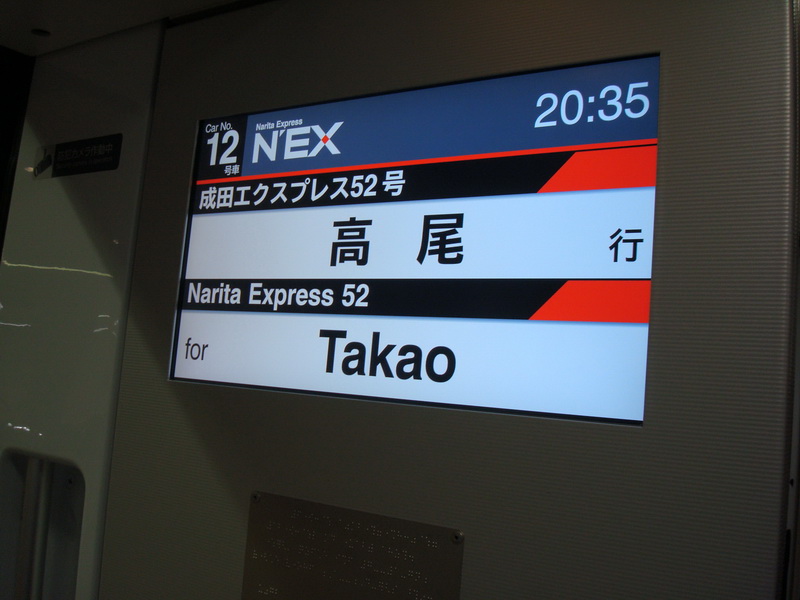 Car No.
12
号車
Narita Express
N'EX
20:35
成田エクスプレス52号
高尾 行
Narita Express 52
for Takao